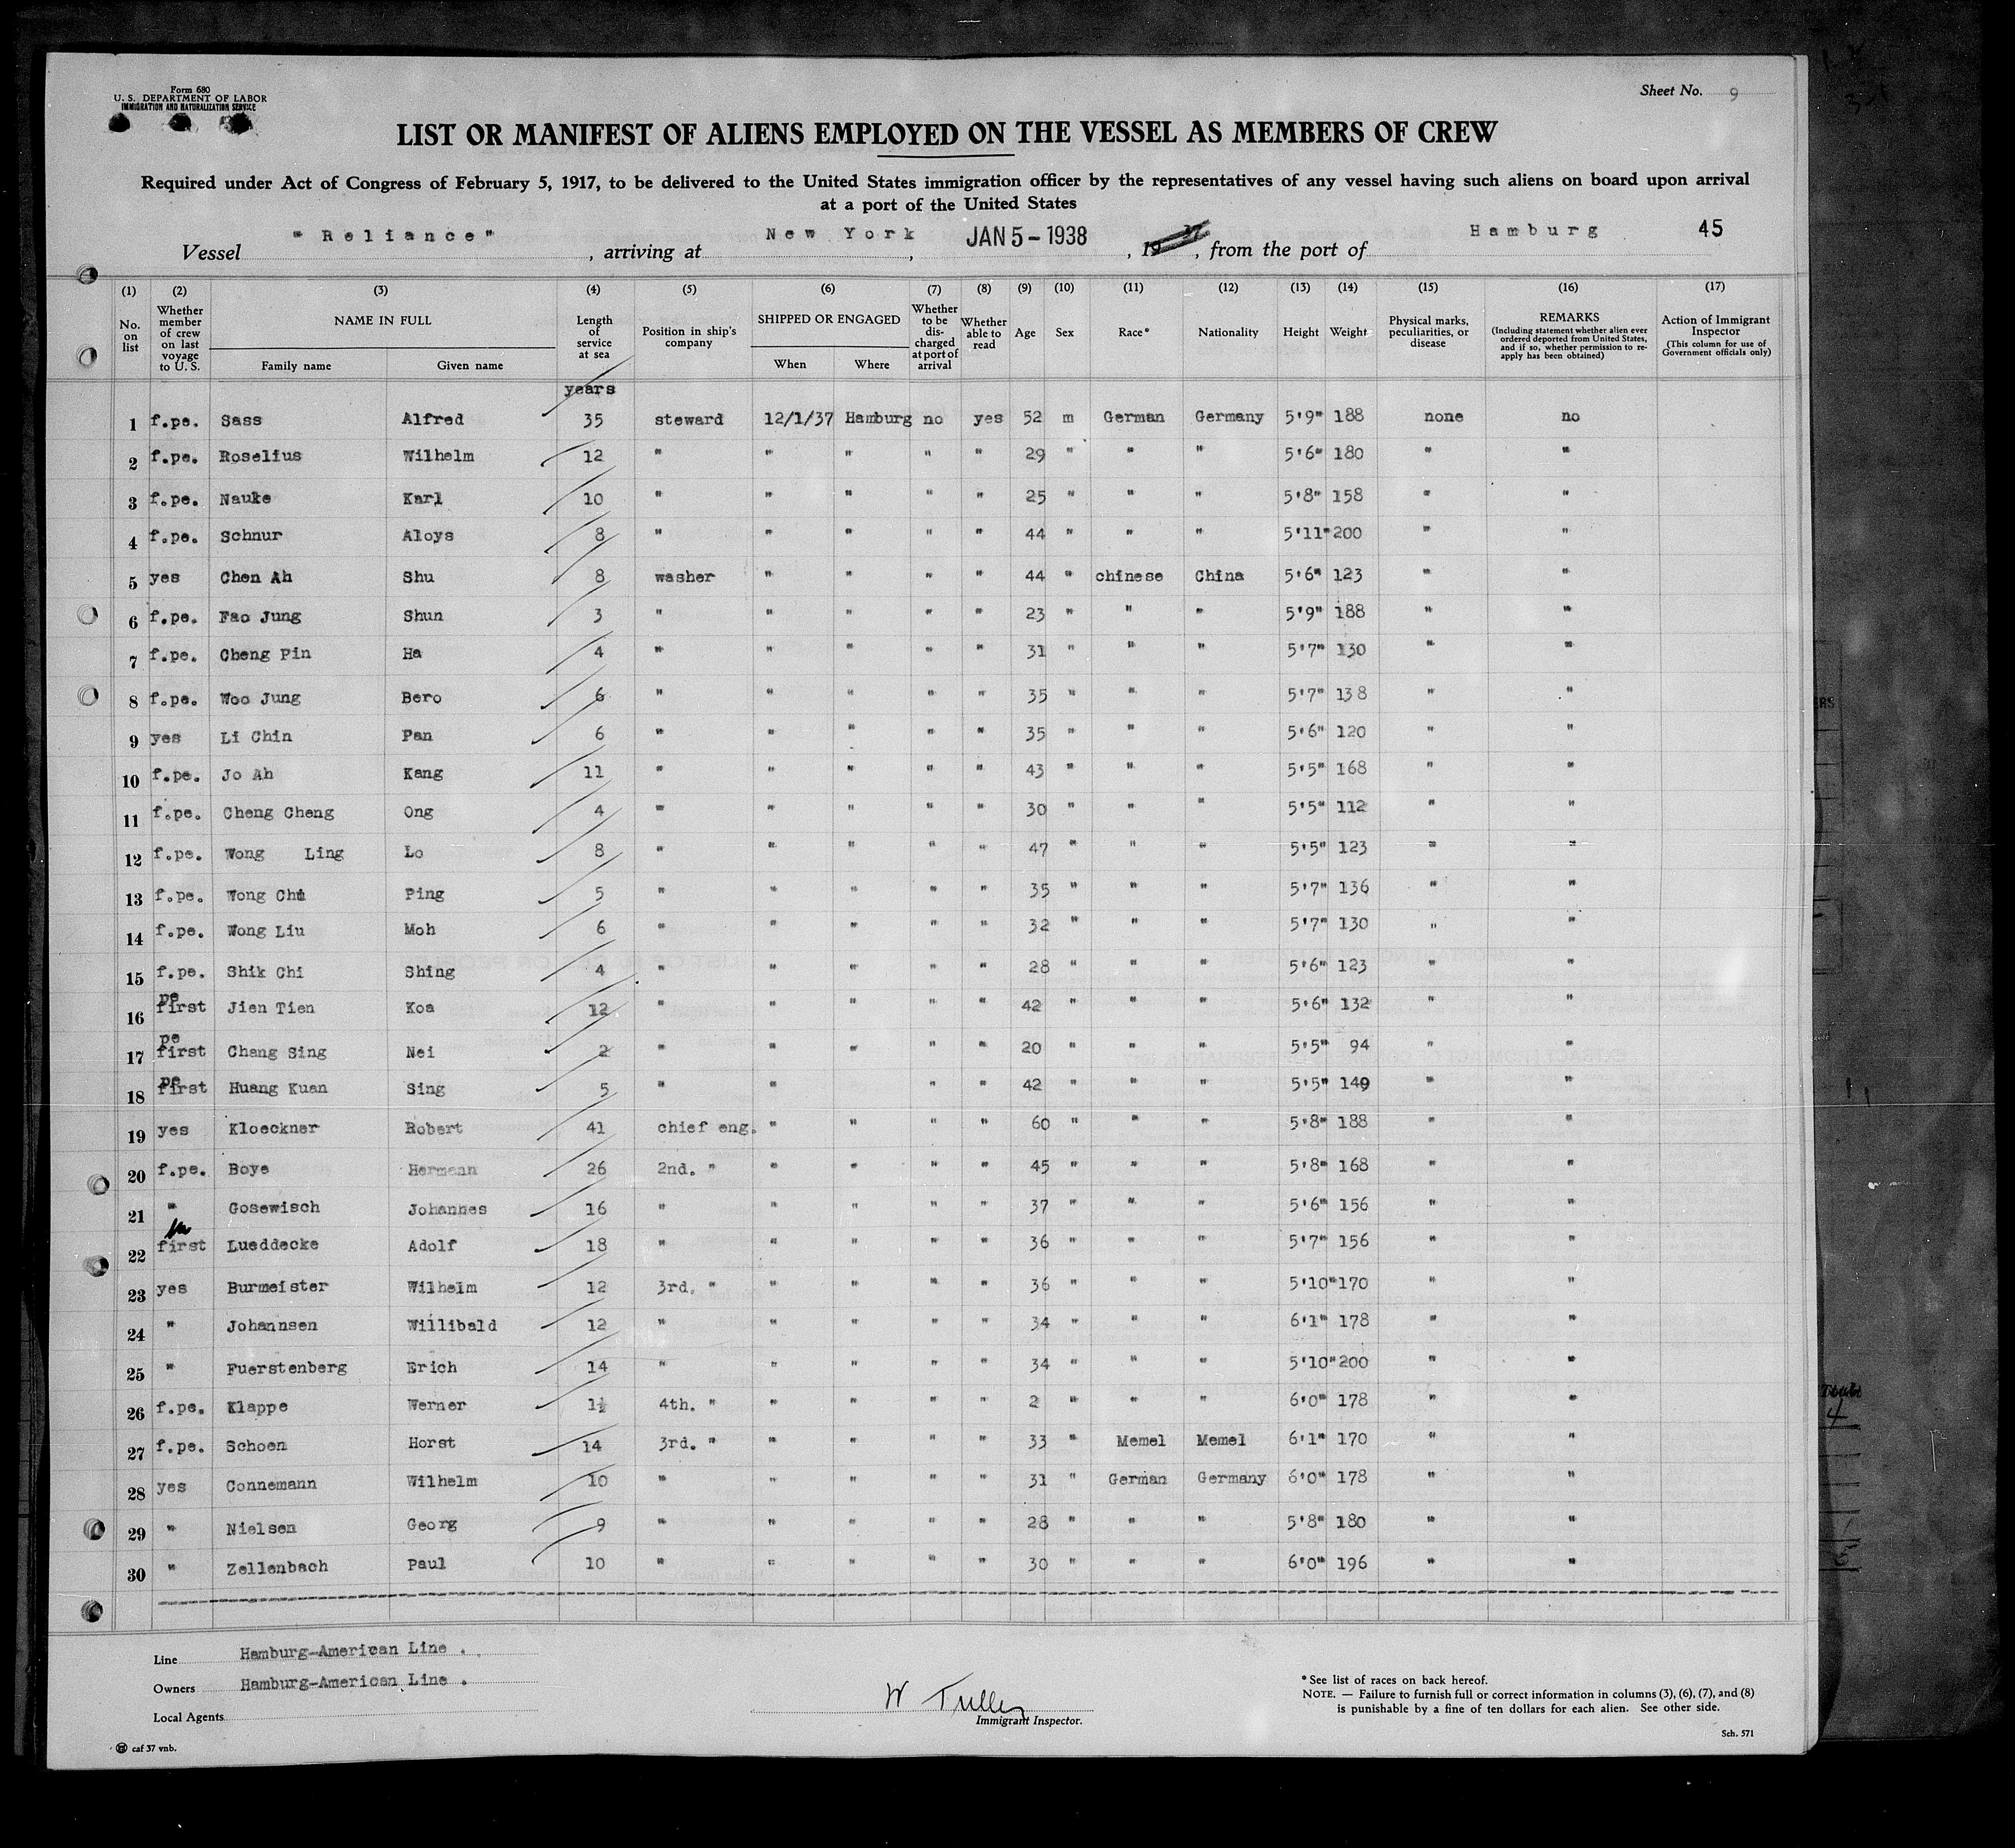 Form 680
U. S. DEPARTMENT OF LABOR
IMMIGRATION AND NATURALIZATION SERVICE
Sheet No. 9
LIST OR MANIFEST OF ALIENS EMPLOYED ON THE VESSEL AS MEMBERS OF CREW
Required under Act of Congress of February 5, 1917, to be delivered to the United States immigration officer by the representatives of any vessel having such aliens on board upon arrival
at a port of the United States
Vessel "Reliance", arriving at New York, JAN 5-1938, 1937, from the port of Hamburg 45
(1) (2) (3) (4) (5) (6) (7) (8) (9) (10) (11) (12) (13) (14) (15) (16) (17)
No. on list
Whether member of crew on last voyage to U. S.
NAME IN FULL
Family name Given name
Length of service at sea
Position in ship's company
SHIPPED OR ENGAGED
When Where
Whether to be discharged at port of arrival
Whether able to read
Age
Sex
Race*
Nationality
Height
Weight
Physical marks, peculiarities, or disease
REMARKS
(Including statement whether alien ever ordered deported from United States, and if so, whether permission to re-apply has been obtained)
Action of Immigrant Inspector
(This column for use of Government officials only)
years
1 f.pe. Sass Alfred 35 steward 12/1/37 Hamburg no yes 52 m German Germany 5'9" 188 none no
2 f.pe. Roselius Wilhelm 12 " " " " " 29 " " " 5'6" 180 " "
3 f.pe. Nauke Karl 10 " " " " " 25 " " " 5'8" 158 " "
4 f.pe. Schnur Aloys 8 " " " " " 44 " " " 5'11" 200 " "
5 yes Chen Ah Shu 8 washer " " " " 44 " chinese China 5'6" 123 " "
6 f.pe. Fao Jung Shun 3 " " " " " 23 " " " 5'9" 188 " "
7 f.pe. Cheng Pin Ha 4 " " " " " 31 " " " 5'7" 130 " "
8 f.pe. Woo Jung Bero 6 " " " " " 35 " " " 5'7" 138 " "
9 yes Li Chin Pan 6 " " " " " 35 " " " 5'6" 120 " "
10 f.pe. Jo Ah Kang 11 " " " " " 43 " " " 5'5" 168 " "
11 f.pe. Cheng Cheng Ong 4 " " " " " 30 " " " 5'5" 112 " "
12 f.pe. Wong Ling Lo 8 " " " " " 47 " " " 5'5" 123 " "
13 f.pe. Wong Ping 5 " " " " " 35 " " " 5'7" 136 " "
14 f.pe. Wong Liu Moh 6 " " " " " 32 " " " 5'7" 130 " "
15 f.pe. Shik Chi Shing 4 " " " " " 28 " " " 5'6" 123 " "
16 pe first Jien Tien Koa 12 " " " " " 42 " " " 5'6" 132 " "
17 pe first Chang Sing Nei 2 " " " " " 20 " " " 5'5" 94 " "
18 pe first Huang Kuan Sing 5 " " " " 42 " " " 5'5" 149 " "
19 yes Kloeckner Robert 41 chief eng. " " " " 60 " " " 5'8" 188 " "
20 f.pe. Boye Hermann 26 2nd. " " " " " 45 " " " 5'8" 168 " "
21 " Gosewisch Johannes 16 " " " " " 37 " " " 5'6" 156 " "
22 first Lueddecke Adolf 18 " " " " " 36 " " " 5'7" 156 " "
23 yes Burmeister Wilhelm 12 3rd. " " " " " 36 " " " 5'10" 170 " "
24 " Johannsen Willibald 12 " " " " " 34 " " " 6'1" 178 " "
25 " Fuerstenberg Erich 14 " " " " " 34 " " " 5'10" 200 " "
26 f.pe. Klappe Werner 1½ 4th. " " " " " 2 " " " 6'0" 178 " "
27 f.pe. Schoen Horst 14 3rd. " " " " " 33 " Memel Memel 6'1" 170 " "
28 yes Connemann Wilhelm 10 " " " " " 31 " German Germany 6'0" 178 " "
29 " Nielsen Georg 9 " " " " " 28 " " " 5'8" 180 " "
30 " Zellenbach Paul 10 " " " " " 30 " " " 6'0" 196 " "
Line Hamburg-American Line .
Owners Hamburg-American Line .
Local Agents
W Tulley
Immigrant Inspector.
*See list of races on back hereof.
NOTE. — Failure to furnish full or correct information in columns (3), (6), (7), and (8)
is punishable by a fine of ten dollars for each alien. See other side.
caf 37 vnb.
Sch. 571